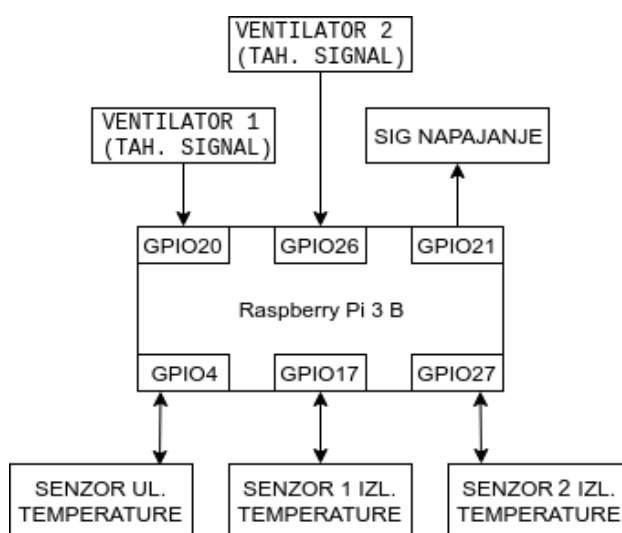 VENTILATOR 2
(TAH. SIGNAL)
VENTILATOR 1
(TAH. SIGNAL)
SIG NAPAJANJE
GPIO20
GPIO26
GPIO21
Raspberry Pi 3 B
GPIO4
GPIO17
GPIO27
SENZOR UL.
TEMPERATURE
SENZOR 1 IZL.
TEMPERATURE
SENZOR 2 IZL.
TEMPERATURE